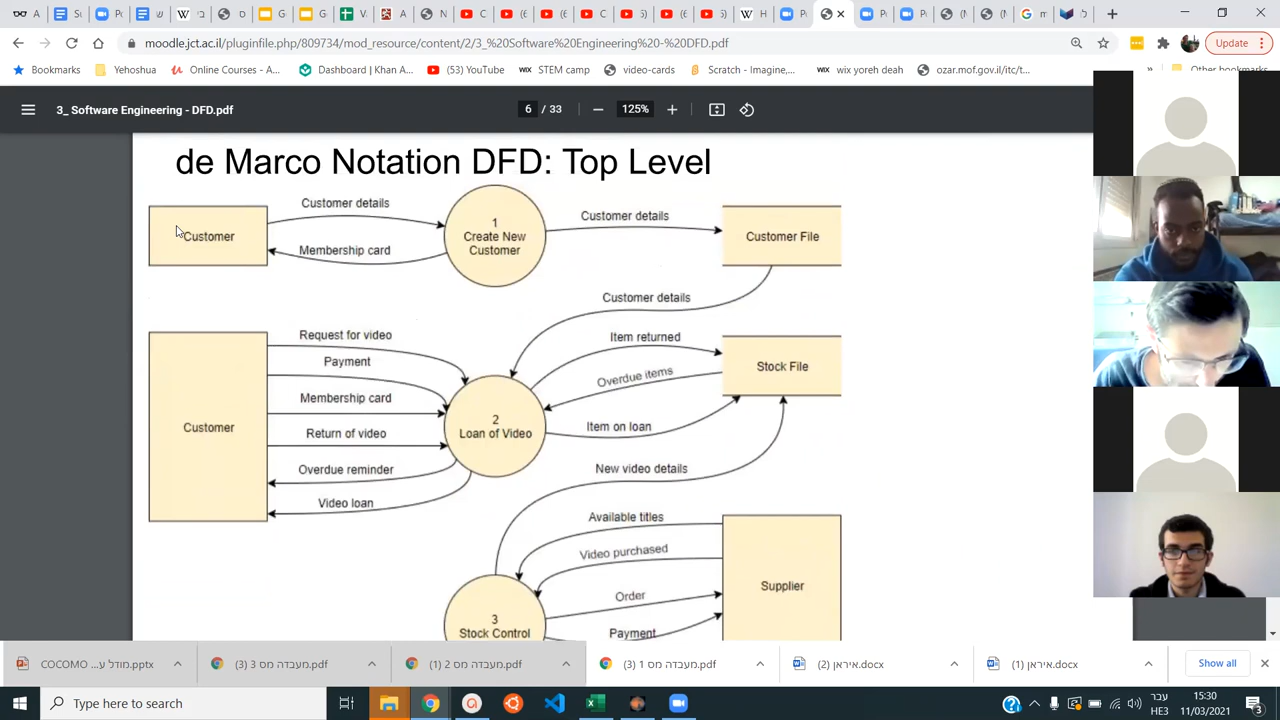 moodle.jct.ac.il/pluginfile.php/809734/mod_resource/content/2/3_%20Software%20Engineering%20-%20DFD.pdf
Update
Bookmarks
Yehoshua
Online Courses - A...
Dashboard | Khan A...
(53) YouTube
WIX STEM camp
video-cards
Scratch - Imagine,...
WIX wix yoreh deah
ozar.mof.gov.il/itc/t...
Other bookmarks
3_ Software Engineering - DFD.pdf
6 / 33
125%
de Marco Notation DFD: Top Level
Customer
Customer details
Membership card
1
Create New
Customer
Customer details
Customer File
Customer details
Customer
Request for video
Payment
Membership card
Return of video
Overdue reminder
Video loan
2
Loan of Video
Item returned
Overdue items
Item on loan
Stock File
New video details
Available titles
Video purchased
Order
Payment
3
Stock Control
Supplier
COCOMO מודל ע....pptx
מעבדה מס 3 (3).pdf
מעבדה מס 2 (1).pdf
מעבדה מס 1 (3).pdf
איראן (2).docx
איראן (1).docx
Show all
Type here to search
עבר
HE
15:30
11/03/2021
3